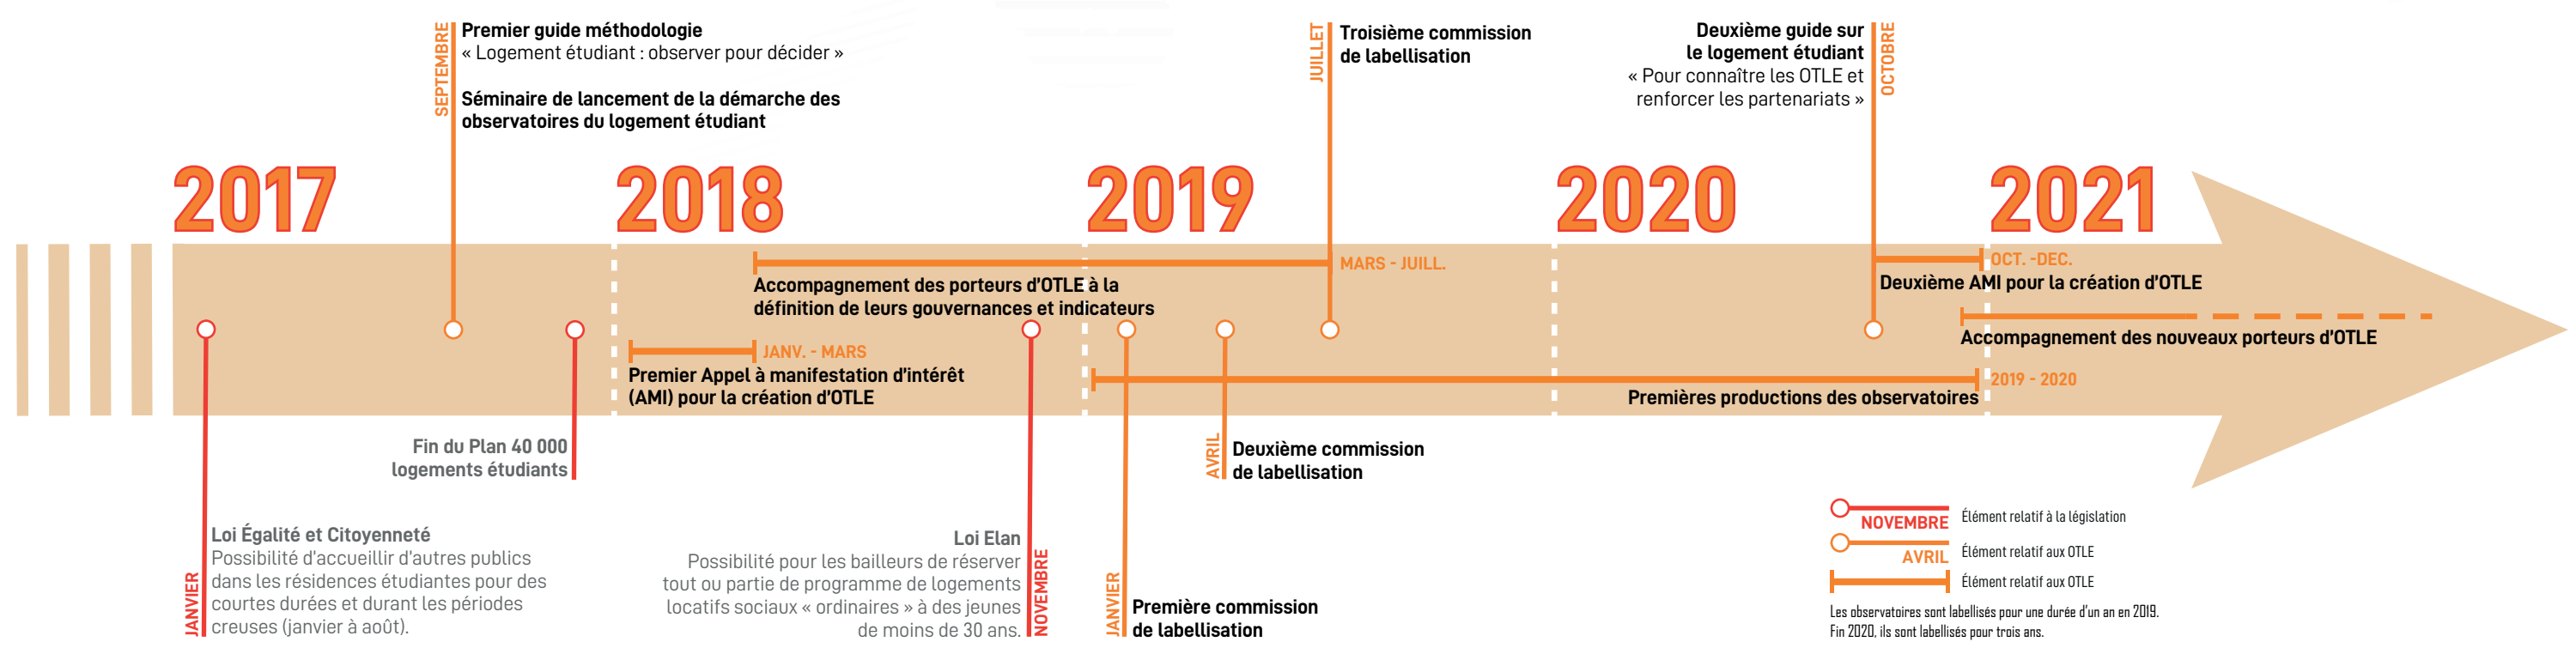 SEPTEMBRE
Premier guide méthodologie
« Logement étudiant : observer pour décider »
Séminaire de lancement de la démarche des
observatoires du logement étudiant
JUILLET
Troisième commission
de labellisation
Deuxième guide sur
le logement étudiant
« Pour connaître les OTLE et
renforcer les partenariats »
OCTOBRE
2017
2018
2019
2020
2021
MARS - JUILL.
Accompagnement des porteurs d'OTLE à la
définition de leurs gouvernances et indicateurs
OCT. -DEC.
Deuxième AMI pour la création d'OTLE
Accompagnement des nouveaux porteurs d'OTLE
JANV. - MARS
Premier Appel à manifestation d'intérêt
(AMI) pour la création d'OTLE
2019 - 2020
Premières productions des observatoires
Fin du Plan 40 000
logements étudiants
AVRIL
Deuxième commission
de labellisation
JANVIER
Loi Égalité et Citoyenneté
Possibilité d'accueillir d'autres publics
dans les résidences étudiantes pour des
courtes durées et durant les périodes
creuses (janvier à août).
Loi Elan
Possibilité pour les bailleurs de réserver
tout ou partie de programme de logements
locatifs sociaux « ordinaires » à des jeunes
de moins de 30 ans.
NOVEMBRE
JANVIER
Première commission
de labellisation
NOVEMBRE
Élément relatif à la législation
AVRIL
Élément relatif aux OTLE
Élément relatif aux OTLE
Les observatoires sont labellisés pour une durée d'un an en 2019.
Fin 2020, ils sont labellisés pour trois ans.